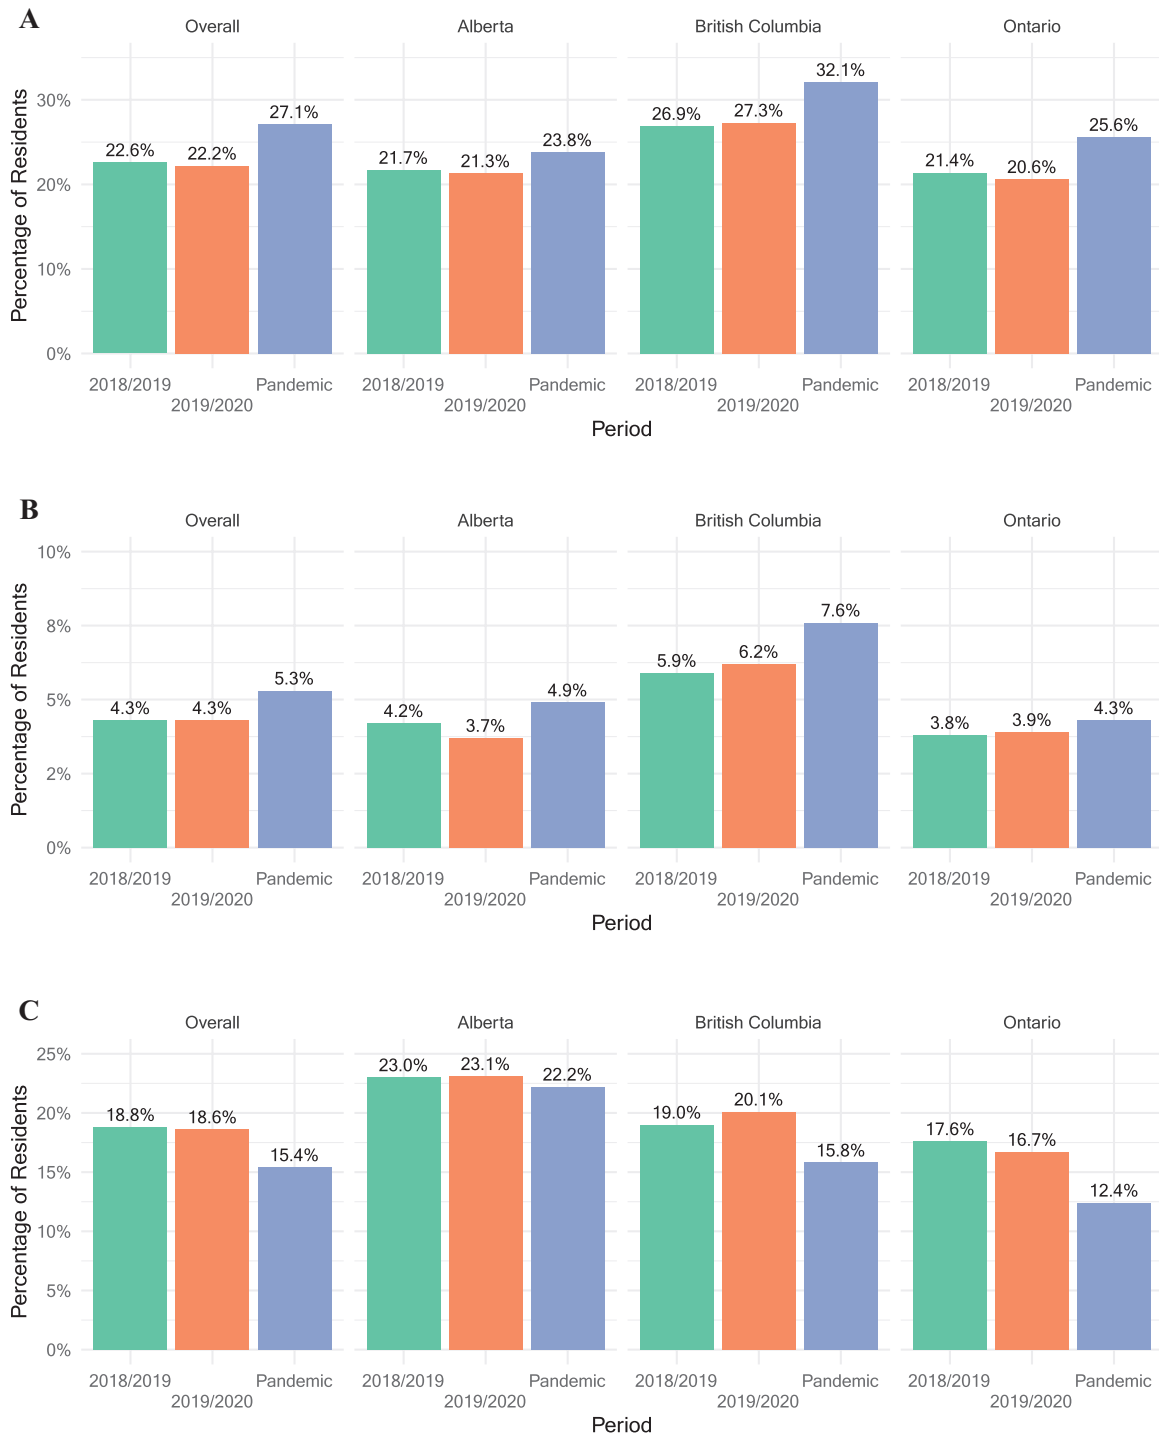 A
Overall Alberta British Columbia Ontario
Percentage of Residents
30%
20%
10%
0%
22.6% 22.2% 27.1%
21.7% 21.3% 23.8%
26.9% 27.3% 32.1%
21.4% 20.6% 25.6%
2018/2019 2019/2020 Pandemic
2018/2019 2019/2020 Pandemic
2018/2019 2019/2020 Pandemic
2018/2019 2019/2020 Pandemic
Period
B
Overall Alberta British Columbia Ontario
Percentage of Residents
10%
8%
5%
2%
0%
4.3% 4.3% 5.3%
4.2% 3.7% 4.9%
5.9% 6.2% 7.6%
3.8% 3.9% 4.3%
2018/2019 2019/2020 Pandemic
2018/2019 2019/2020 Pandemic
2018/2019 2019/2020 Pandemic
2018/2019 2019/2020 Pandemic
Period
C
Overall Alberta British Columbia Ontario
Percentage of Residents
25%
20%
15%
10%
5%
0%
18.8% 18.6% 15.4%
23.0% 23.1% 22.2%
19.0% 20.1% 15.8%
17.6% 16.7% 12.4%
2018/2019 2019/2020 Pandemic
2018/2019 2019/2020 Pandemic
2018/2019 2019/2020 Pandemic
2018/2019 2019/2020 Pandemic
Period